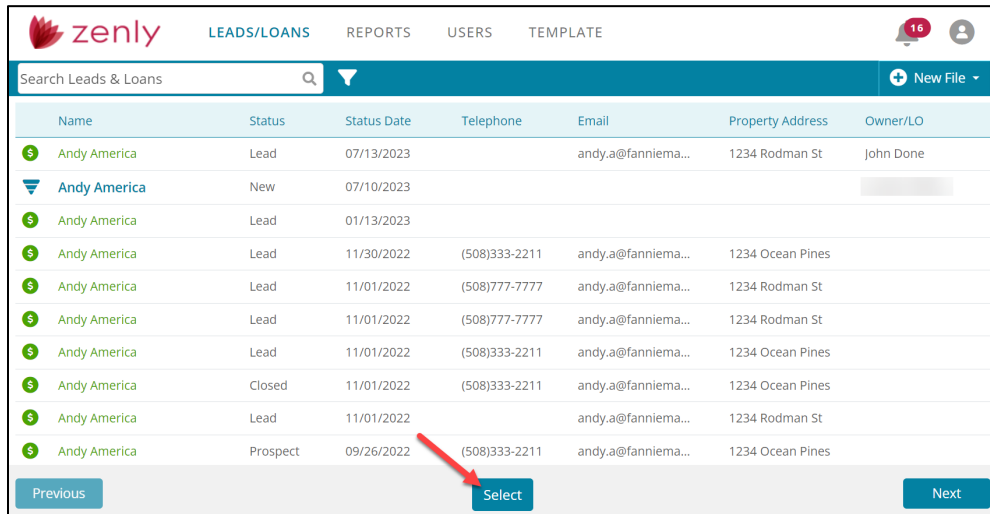 zenly LEADS/LOANS REPORTS USERS TEMPLATE 16
Search Leads & Loans New File
Name Status Status Date Telephone Email Property Address Owner/LO
$ Andy America Lead 07/13/2023 andy.a@fanniema... 1234 Rodman St John Done
Andy America New 07/10/2023
$ Andy America Lead 01/13/2023
$ Andy America Lead 11/30/2022 (508)333-2211 andy.a@fanniema... 1234 Ocean Pines
$ Andy America Lead 11/01/2022 (508)777-7777 andy.a@fanniema... 1234 Rodman St
$ Andy America Lead 11/01/2022 (508)777-7777 andy.a@fanniema... 1234 Rodman St
$ Andy America Lead 11/01/2022 (508)333-2211 andy.a@fanniema... 1234 Ocean Pines
$ Andy America Closed 11/01/2022 (508)333-2211 andy.a@fanniema... 1234 Ocean Pines
$ Andy America Lead 11/01/2022 andy.a@fanniema... 1234 Rodman St
$ Andy America Prospect 09/26/2022 (508)333-2211 andy.a@fanniema... 1234 Ocean Pines
Previous Select Next